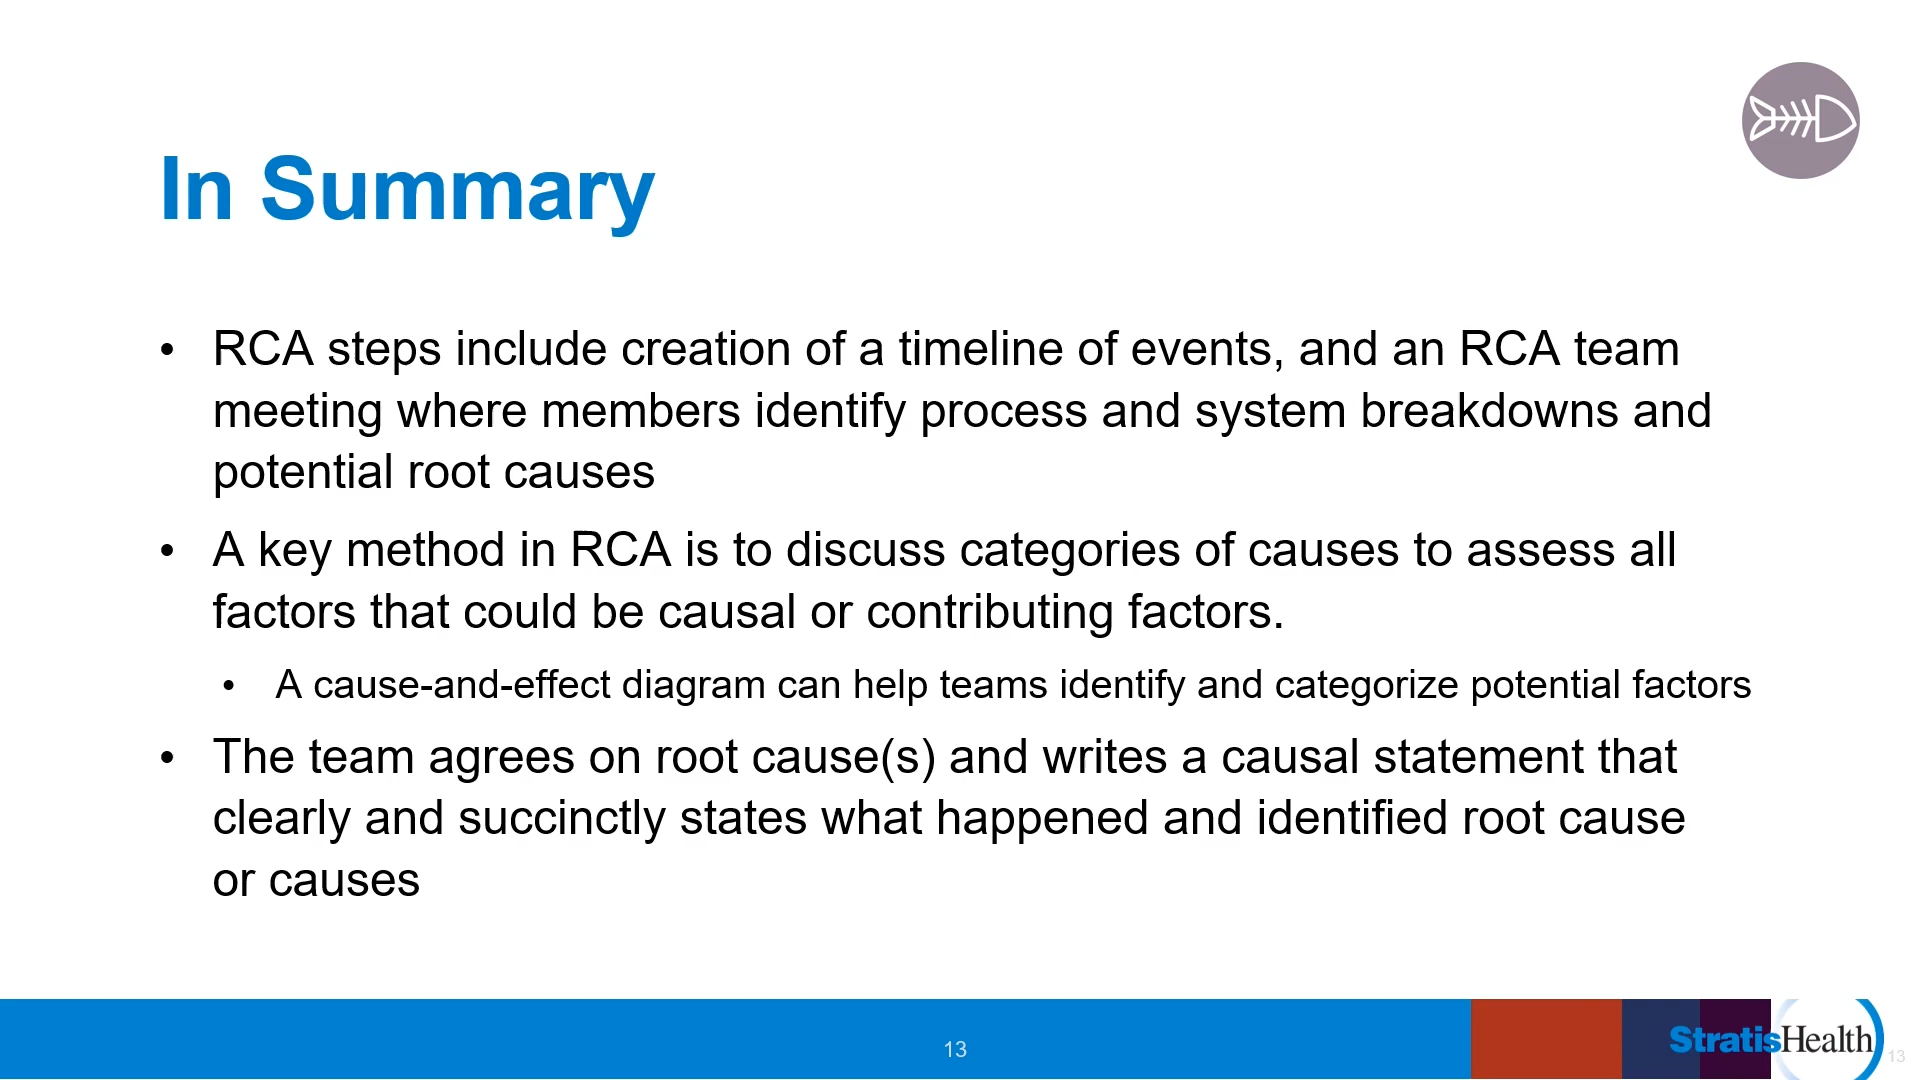 In Summary
• RCA steps include creation of a timeline of events, and an RCA team
meeting where members identify process and system breakdowns and
potential root causes
• A key method in RCA is to discuss categories of causes to assess all
factors that could be causal or contributing factors.
• A cause-and-effect diagram can help teams identify and categorize potential factors
• The team agrees on root cause(s) and writes a causal statement that
clearly and succinctly states what happened and identified root cause
or causes
13
StratisHealth
13